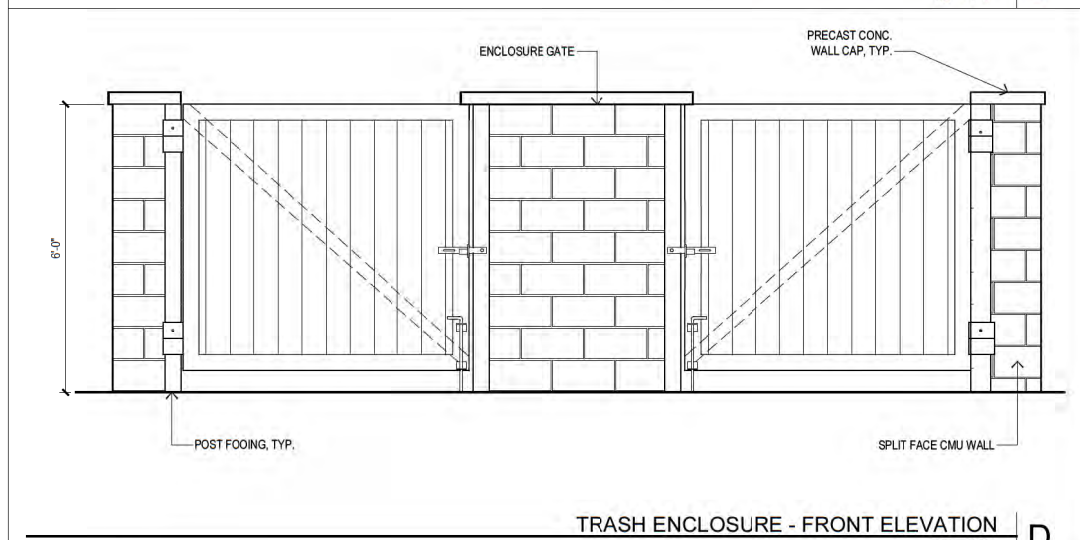 PRECAST CONC.
WALL CAP, TYP.
ENCLOSURE GATE
6'-0"
POST FOOING, TYP.
SPLIT FACE CMU WALL
TRASH ENCLOSURE - FRONT ELEVATION